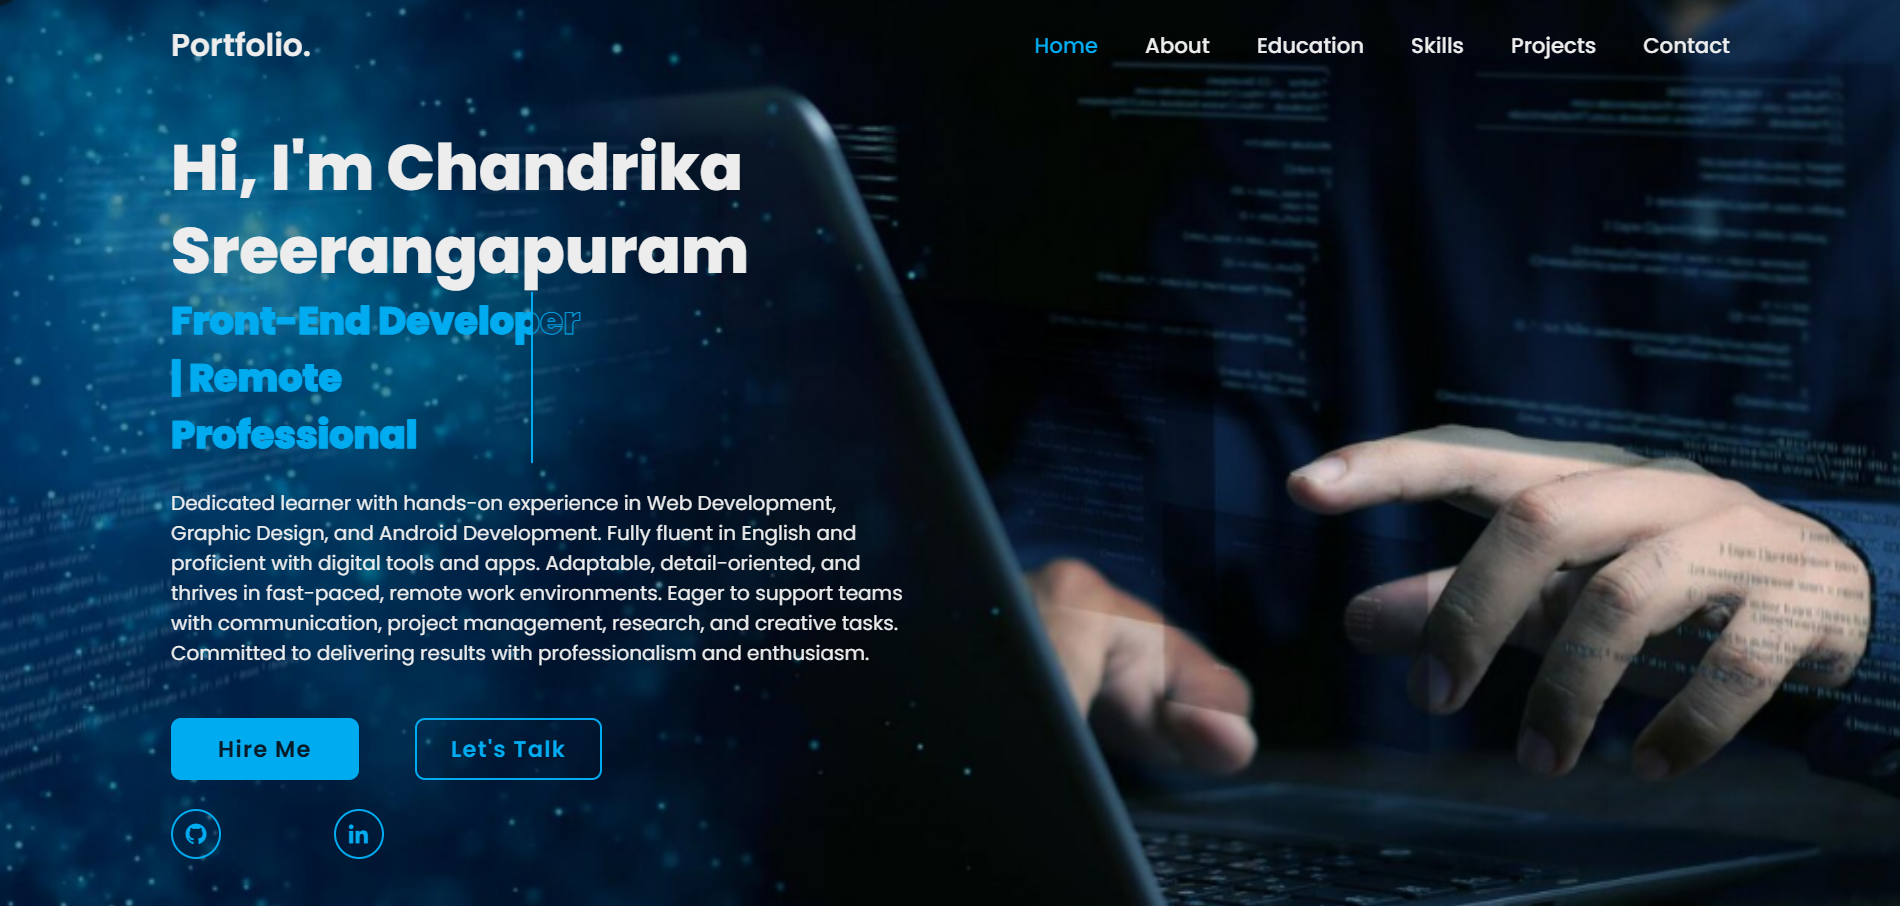 Portfolio.
Home About Education Skills Projects Contact
Hi, I'm Chandrika
Sreerangapuram
Front-End Developer
| Remote
Professional
Dedicated learner with hands-on experience in Web Development,
Graphic Design, and Android Development. Fully fluent in English and
proficient with digital tools and apps. Adaptable, detail-oriented, and
thrives in fast-paced, remote work environments. Eager to support teams
with communication, project management, research, and creative tasks.
Committed to delivering results with professionalism and enthusiasm.
Hire Me
Let's Talk
in